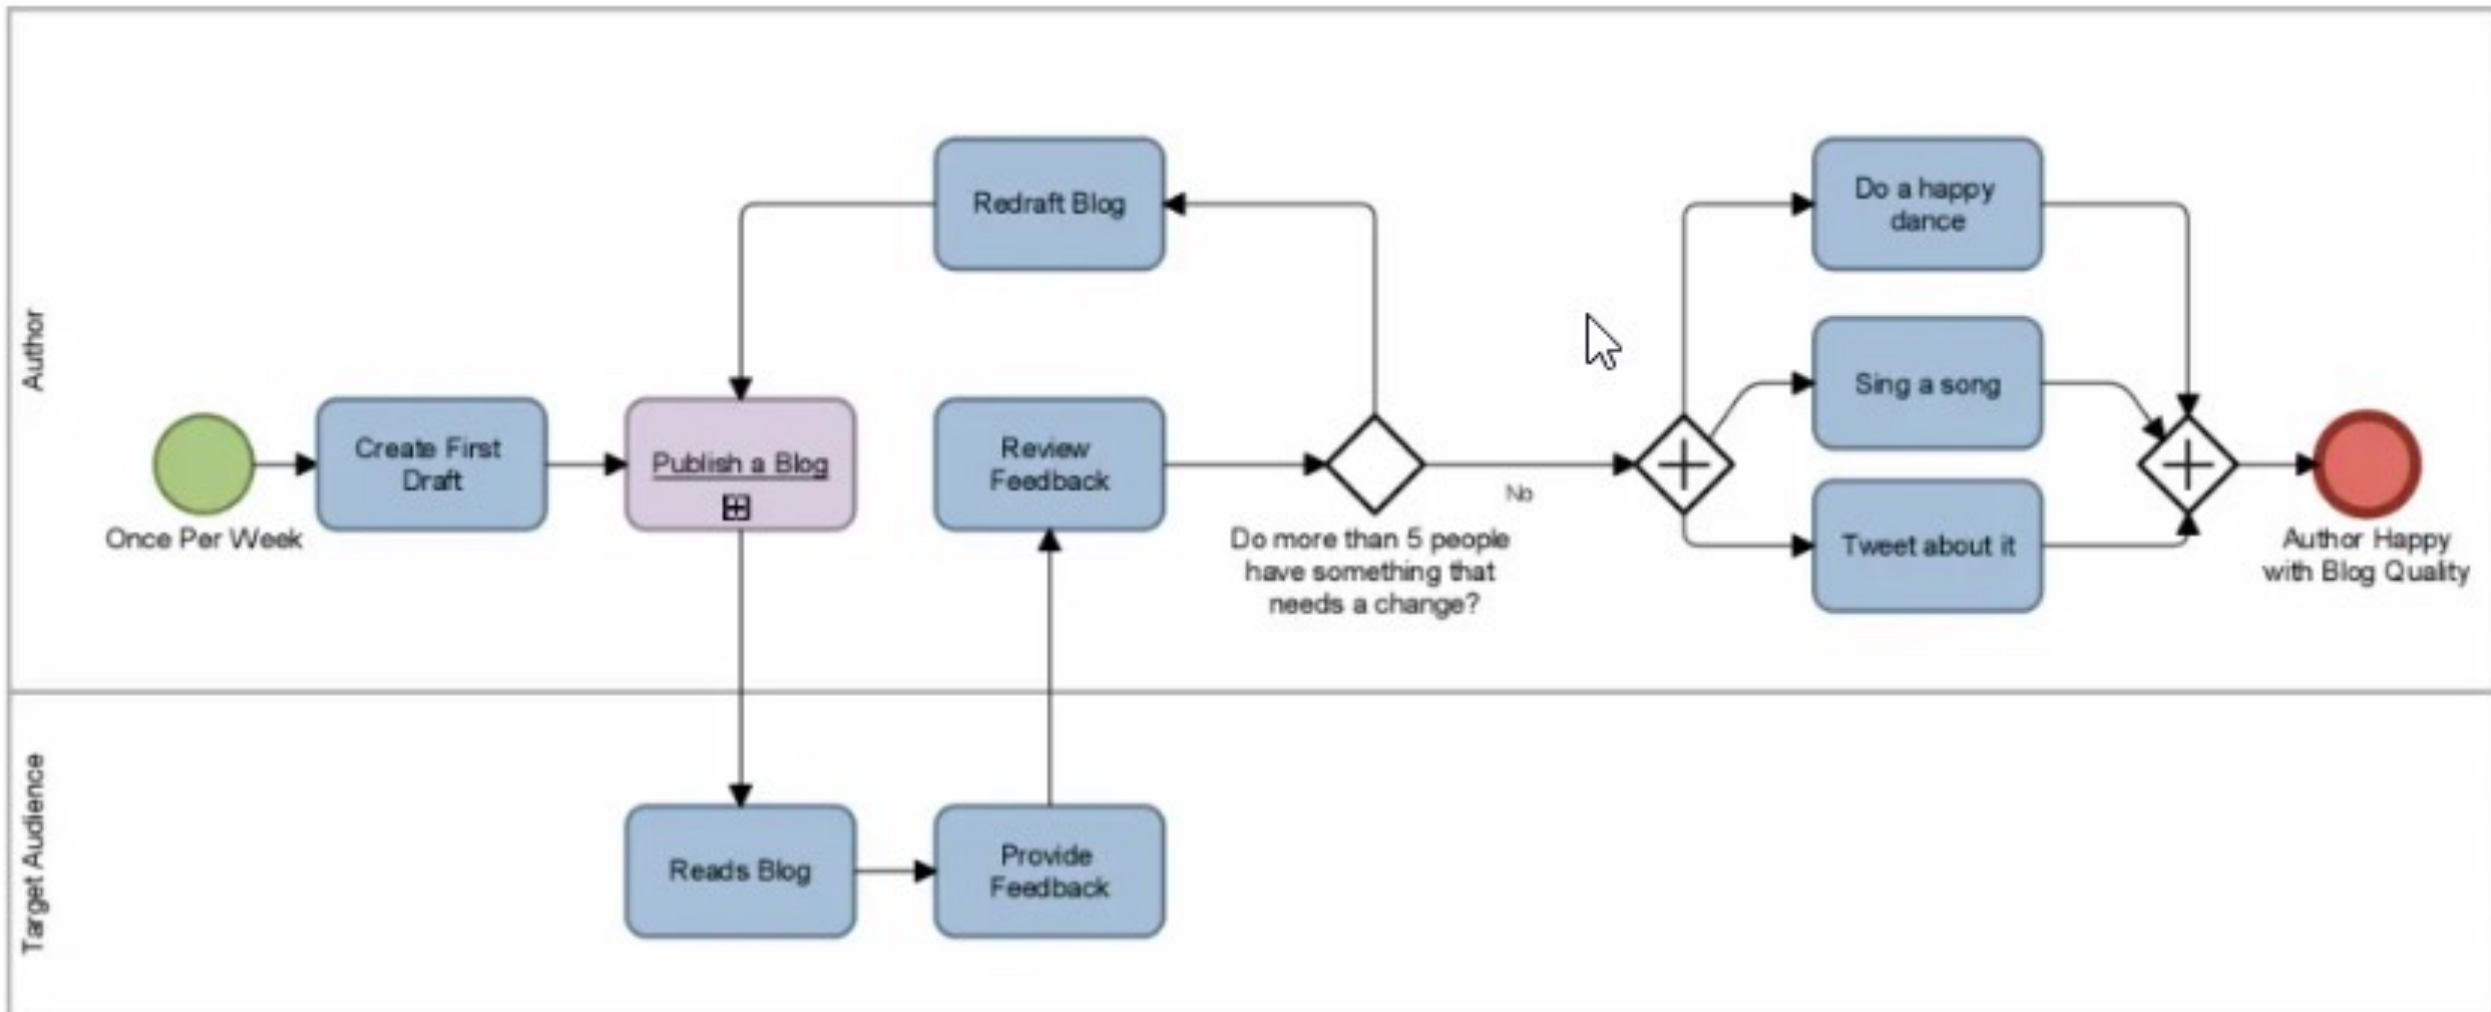 Author
Redraft Blog
Do a happy
dance
Sing a song
Create First
Draft
Publish a Blog
Review
Feedback
No
Tweet about it
Once Per Week
Do more than 5 people
have something that
needs a change?
Author Happy
with Blog Quality
Target Audience
Reads Blog
Provide
Feedback